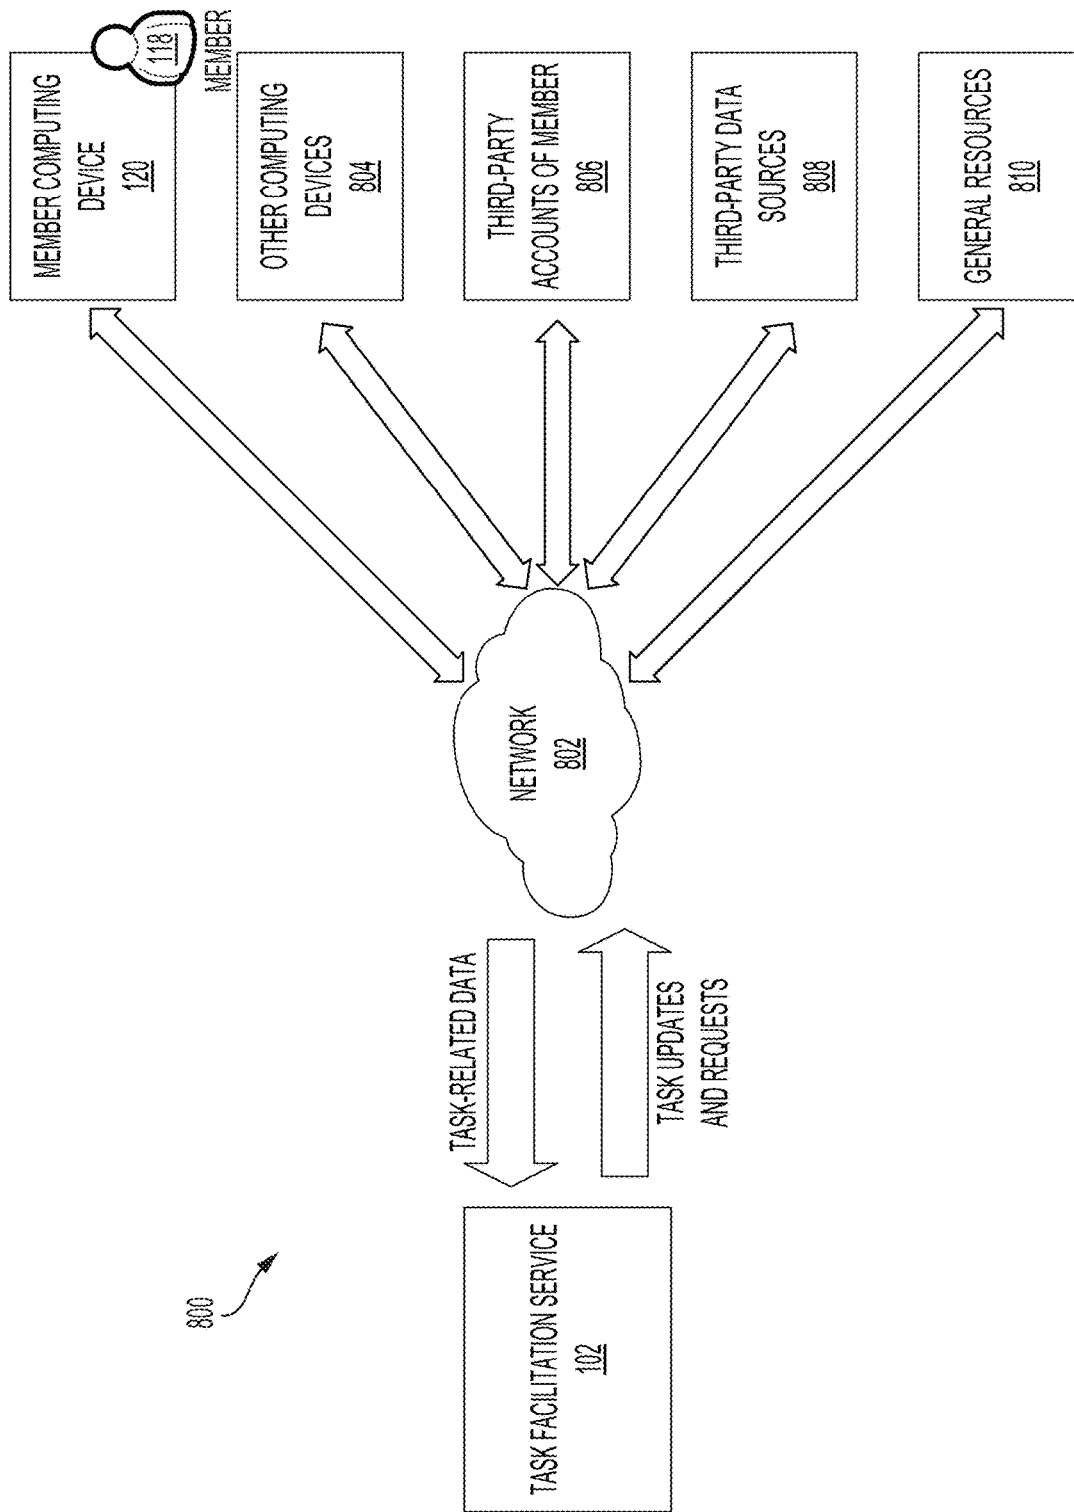 800
TASK FACILITATION SERVICE
102
TASK-RELATED DATA
TASK UPDATES
AND REQUESTS
NETWORK
802
MEMBER COMPUTING
DEVICE
120
118
MEMBER
OTHER COMPUTING
DEVICES
804
THIRD-PARTY
ACCOUNTS OF MEMBER
806
THIRD-PARTY DATA
SOURCES
808
GENERAL RESOURCES
810